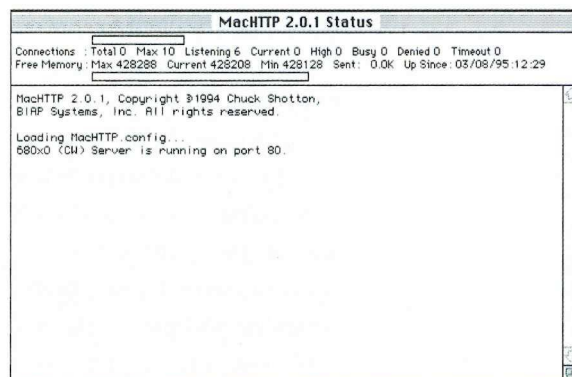 MacHTTP 2.0.1 Status
Connections : Total 0 Max 10 Listening 6 Current 0 High 0 Busy 0 Denied 0 Timeout 0
Free Memory : Max 428288 Current 428208 Min 428128 Sent: 0.0K Up Since : 03/08/95:12:29
MacHTTP 2.0.1, Copyright ©1994 Chuck Shotton,
BIAP Systems, Inc. All rights reserved.
Loading MacHTTP.config...
680x0 (CW) Server is running on port 80.